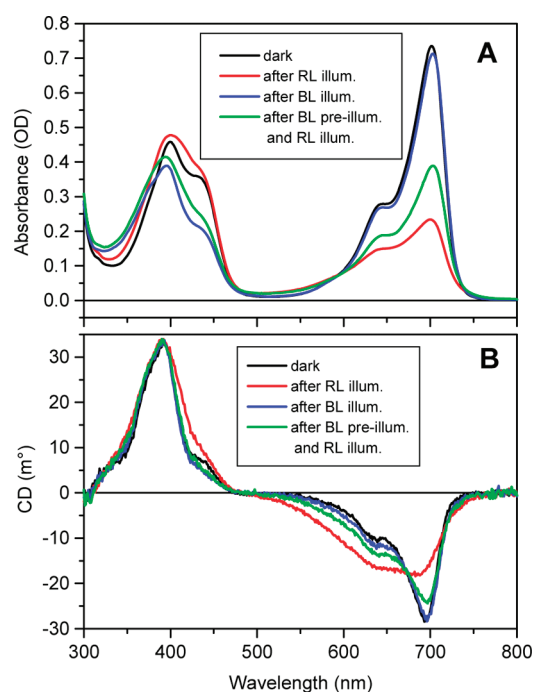 0.8
0.7
0.6
0.5
0.4
0.3
0.2
0.1
0.0
Absorbance (OD)
dark
after RL illum.
after BL illum.
after BL pre-illum.
and RL illum.
A
30
20
10
0
-10
-20
-30
CD (m°)
dark
after RL illum.
after BL illum.
after BL pre-illum.
and RL illum.
B
300 400 500 600 700 800
Wavelength (nm)